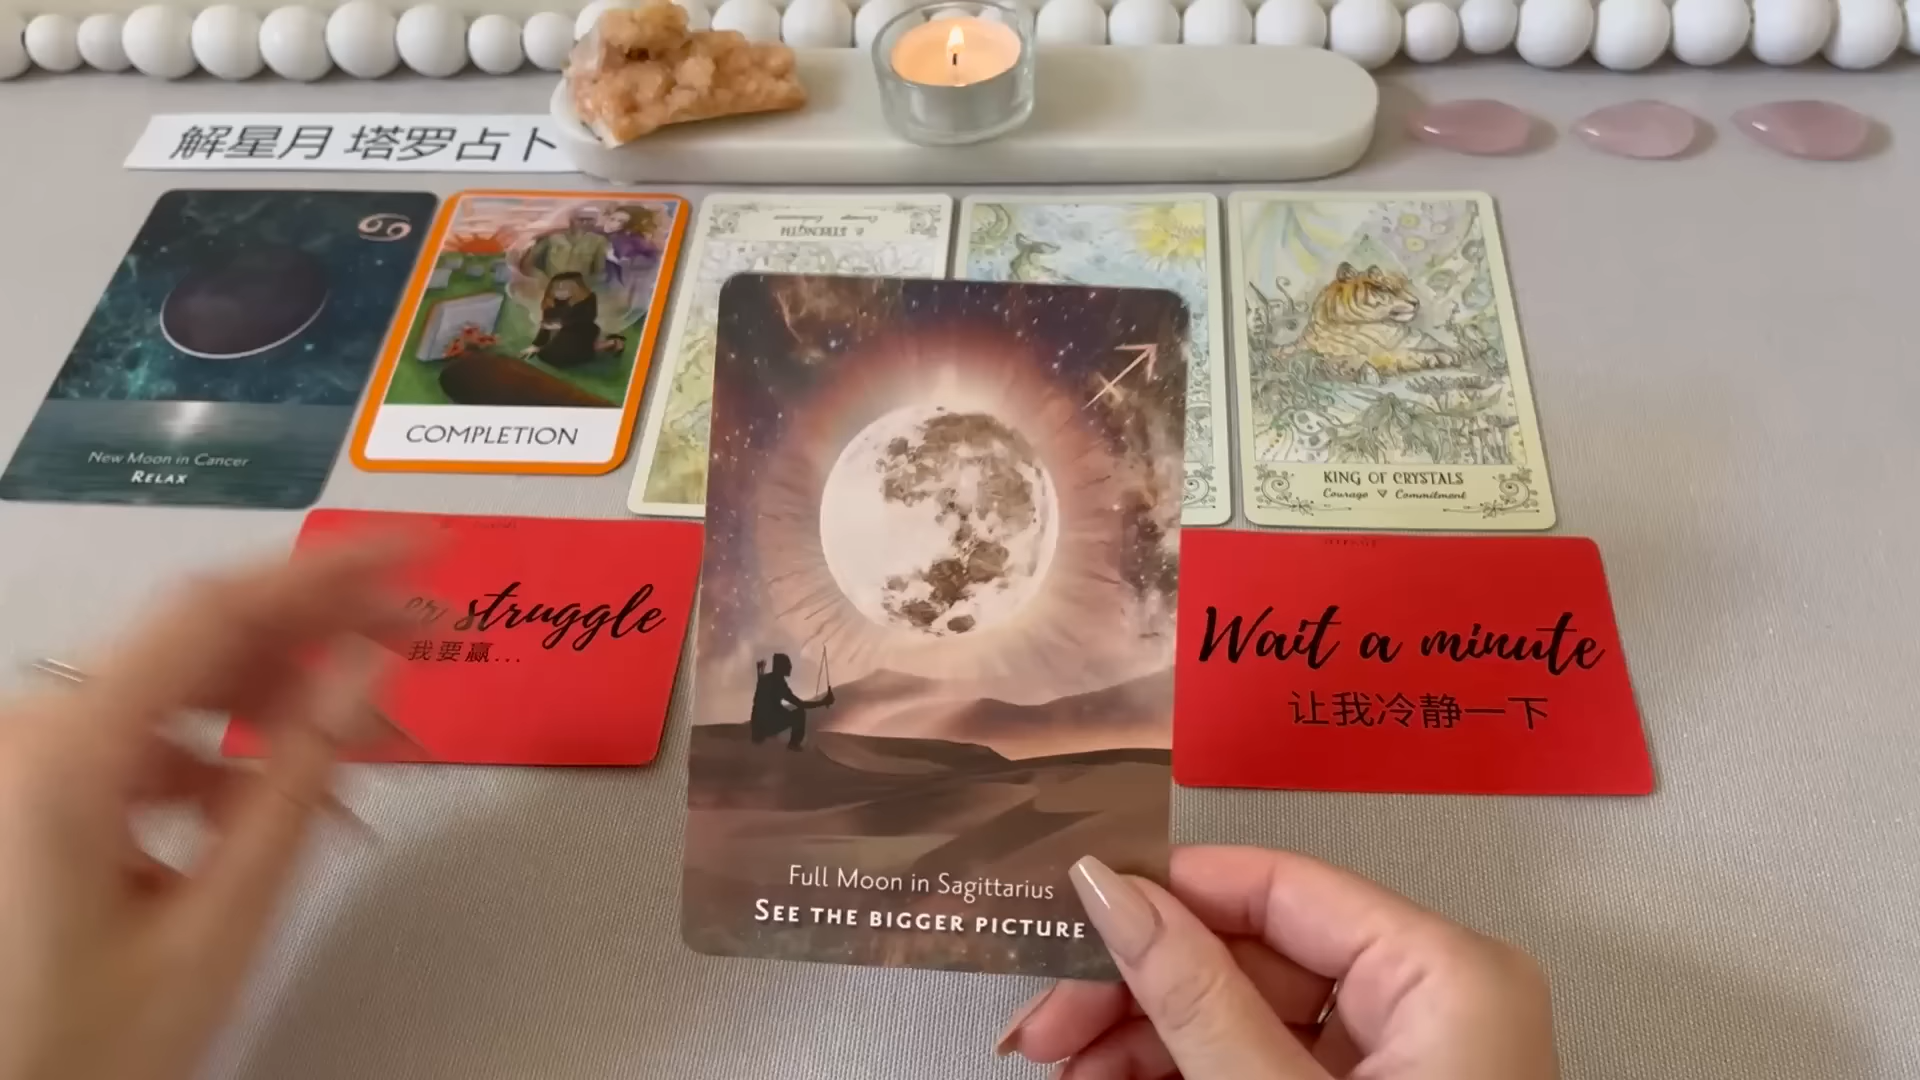 解星月 塔罗占卜
New Moon in Cancer
RELAX
COMPLETION
8. STRENGTH
KING OF CRYSTALS
Courage ▽ Commitment
struggle
我要赢...
Full Moon in Sagittarius
SEE THE BIGGER PICTURE
Wait a minute
让我冷静一下